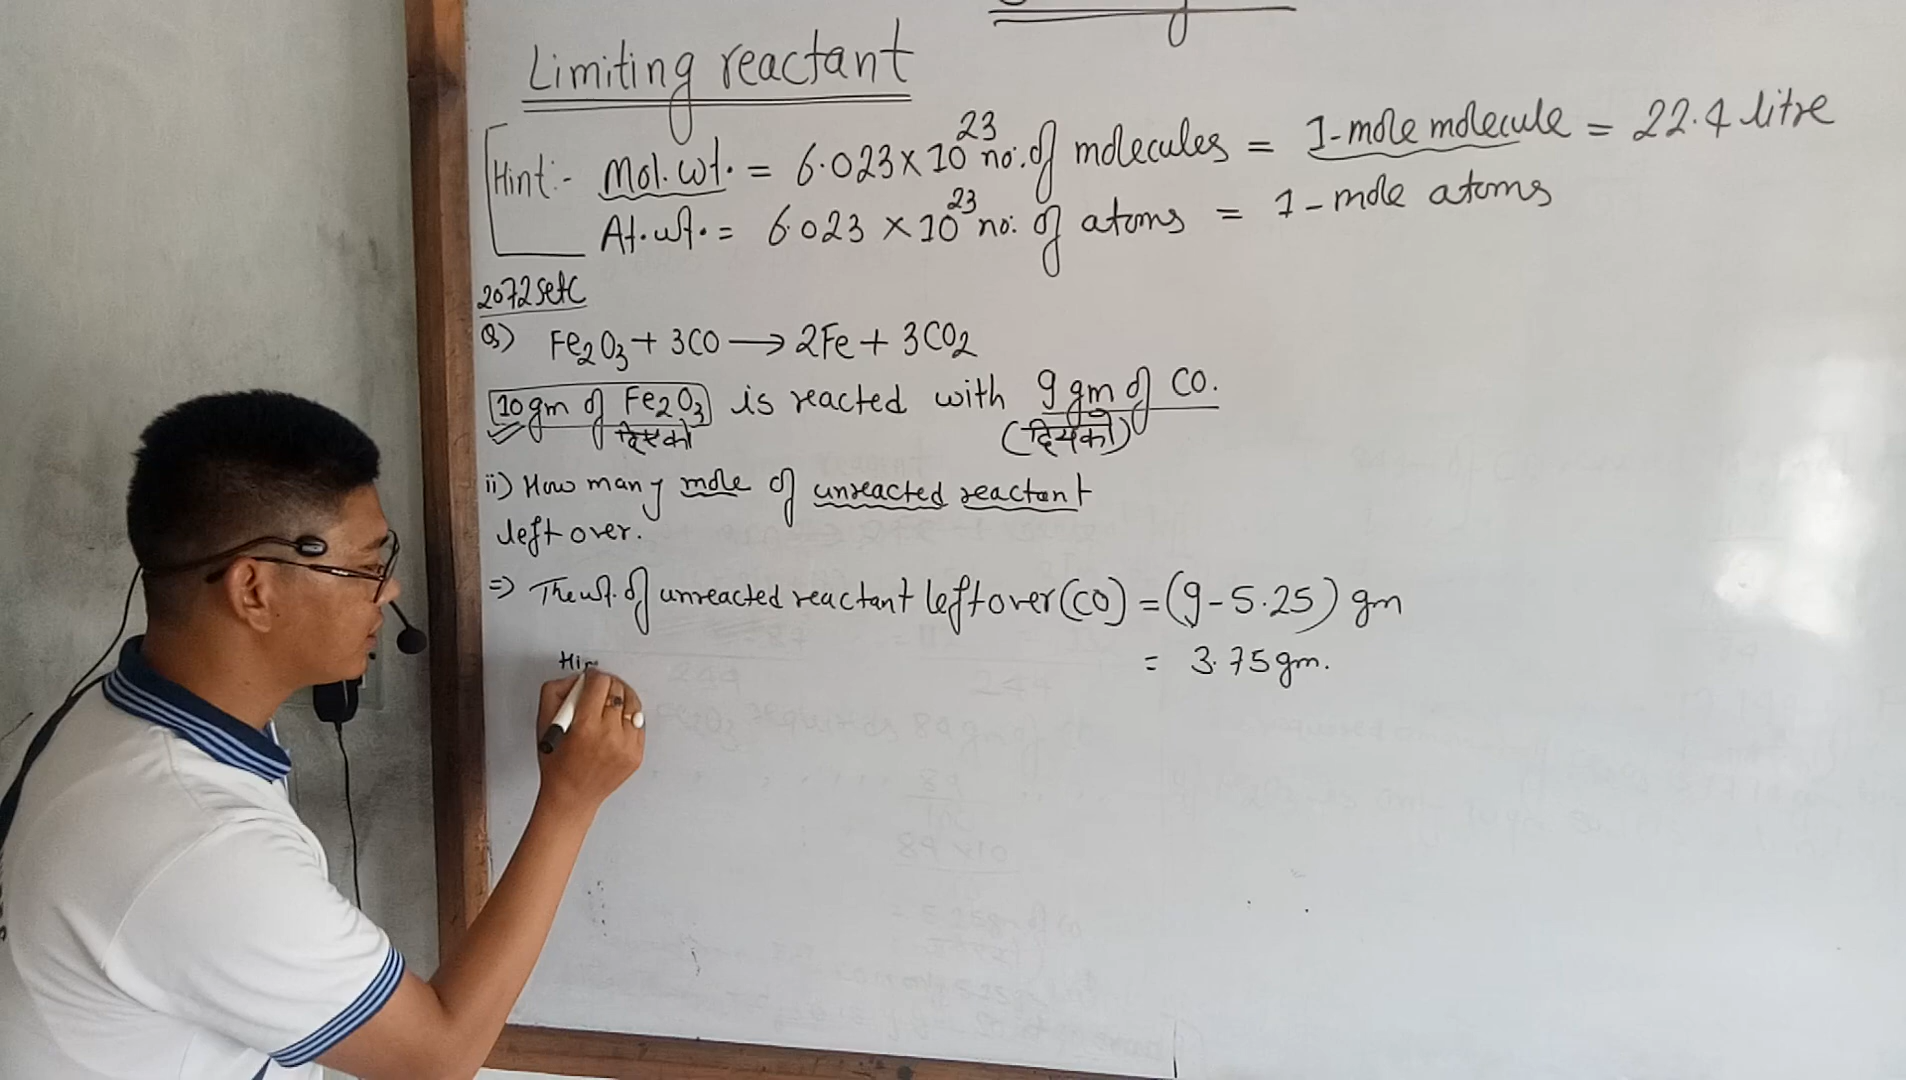 Limiting reactant
Hint:- Mol.wt. = 6.023×10²³ no. of molecules = 1-mole molecule = 22.4 litre
At.wt. = 6.023 ×10²³ no. of atoms = 1-mole atoms
2072 set C
Q) Fe₂O₃ + 3CO → 2Fe + 3CO₂
10 gm of Fe₂O₃ is reacted with 9 gm of CO.
दिएको (दियको)
ii) How many mole of unreacted reactant
left over.
⇒ The wt. of unreacted reactant left over (CO) = (9-5.25) gm
= 3.75 gm.